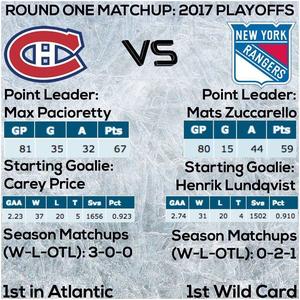 ROUND ONE MATCHUP: 2017 PLAYOFFS
VS
NEW YORK
RANGERS
Point Leader:
Max Pacioretty
GP G A Pts
81 35 32 67
Starting Goalie:
Carey Price
GAA W L T Svs Pct
2.23 37 20 5 1656 0.923
Season Matchups
(W-L-OTL): 3-0-0
1st in Atlantic
Point Leader:
Mats Zuccarello
GP G A Pts
80 15 44 59
Starting Goalie:
Henrik Lundqvist
GAA W L T Svs Pct
2.74 31 20 4 1502 0.910
Season Matchups
(W-L-OTL): 0-2-1
1st Wild Card